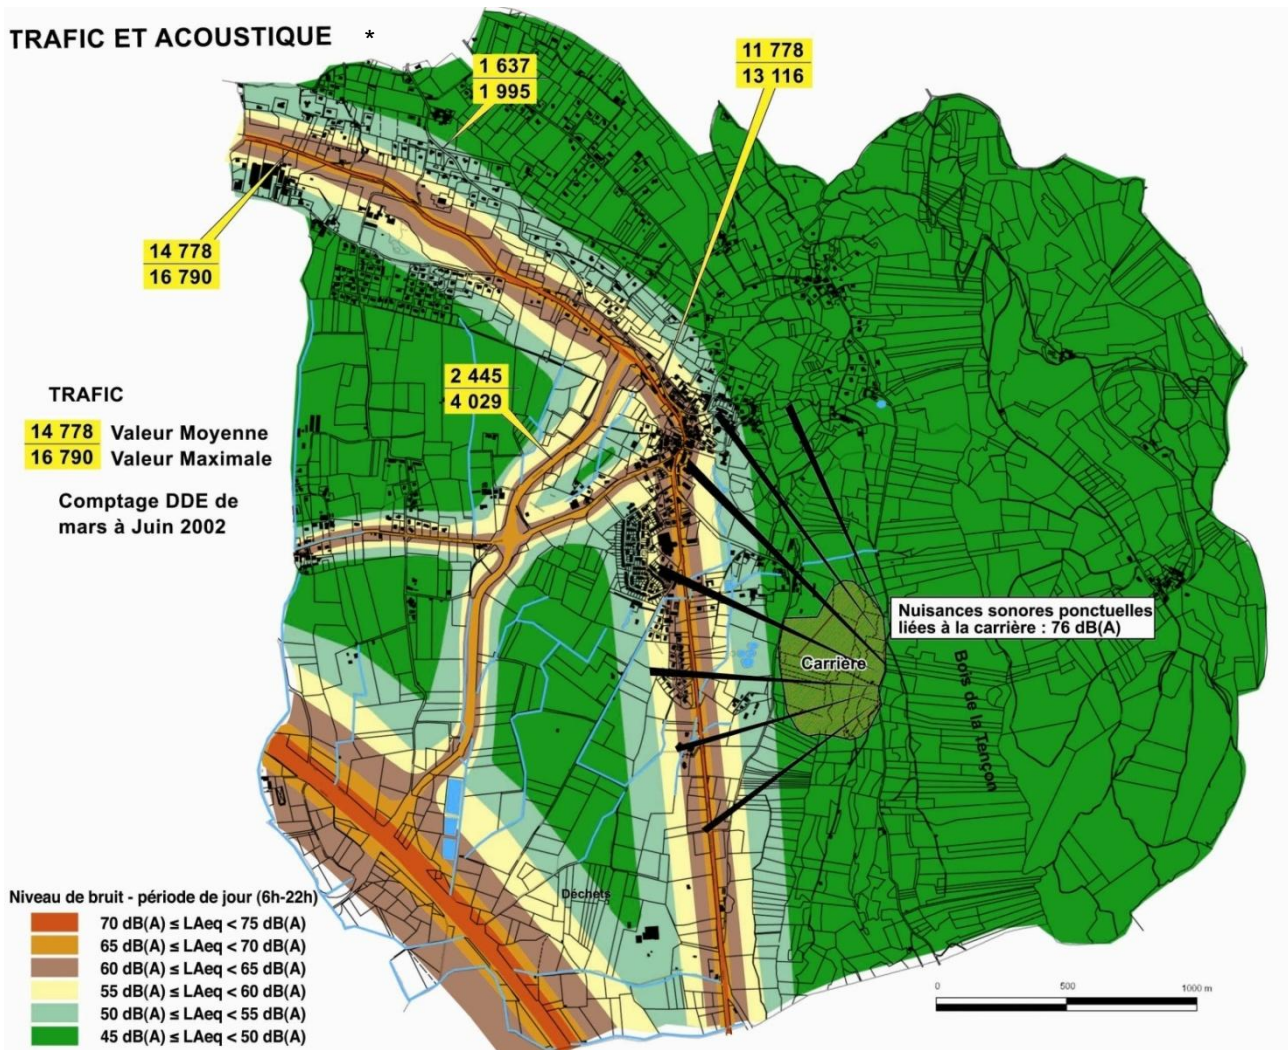 TRAFIC ET ACOUSTIQUE *
1 637
1 995
11 778
13 116
14 778
16 790
2 445
4 029
TRAFIC
14 778 Valeur Moyenne
16 790 Valeur Maximale
Comptage DDE de
mars à Juin 2002
Nuisances sonores ponctuelles
liées à la carrière : 76 dB(A)
Carrière
Bois de la Tençon
Déchets
Niveau de bruit - période de jour (6h-22h)
70 dB(A) ≤ LAeq < 75 dB(A)
65 dB(A) ≤ LAeq < 70 dB(A)
60 dB(A) ≤ LAeq < 65 dB(A)
55 dB(A) ≤ LAeq < 60 dB(A)
50 dB(A) ≤ LAeq < 55 dB(A)
45 dB(A) ≤ LAeq < 50 dB(A)
0 500 1000 m